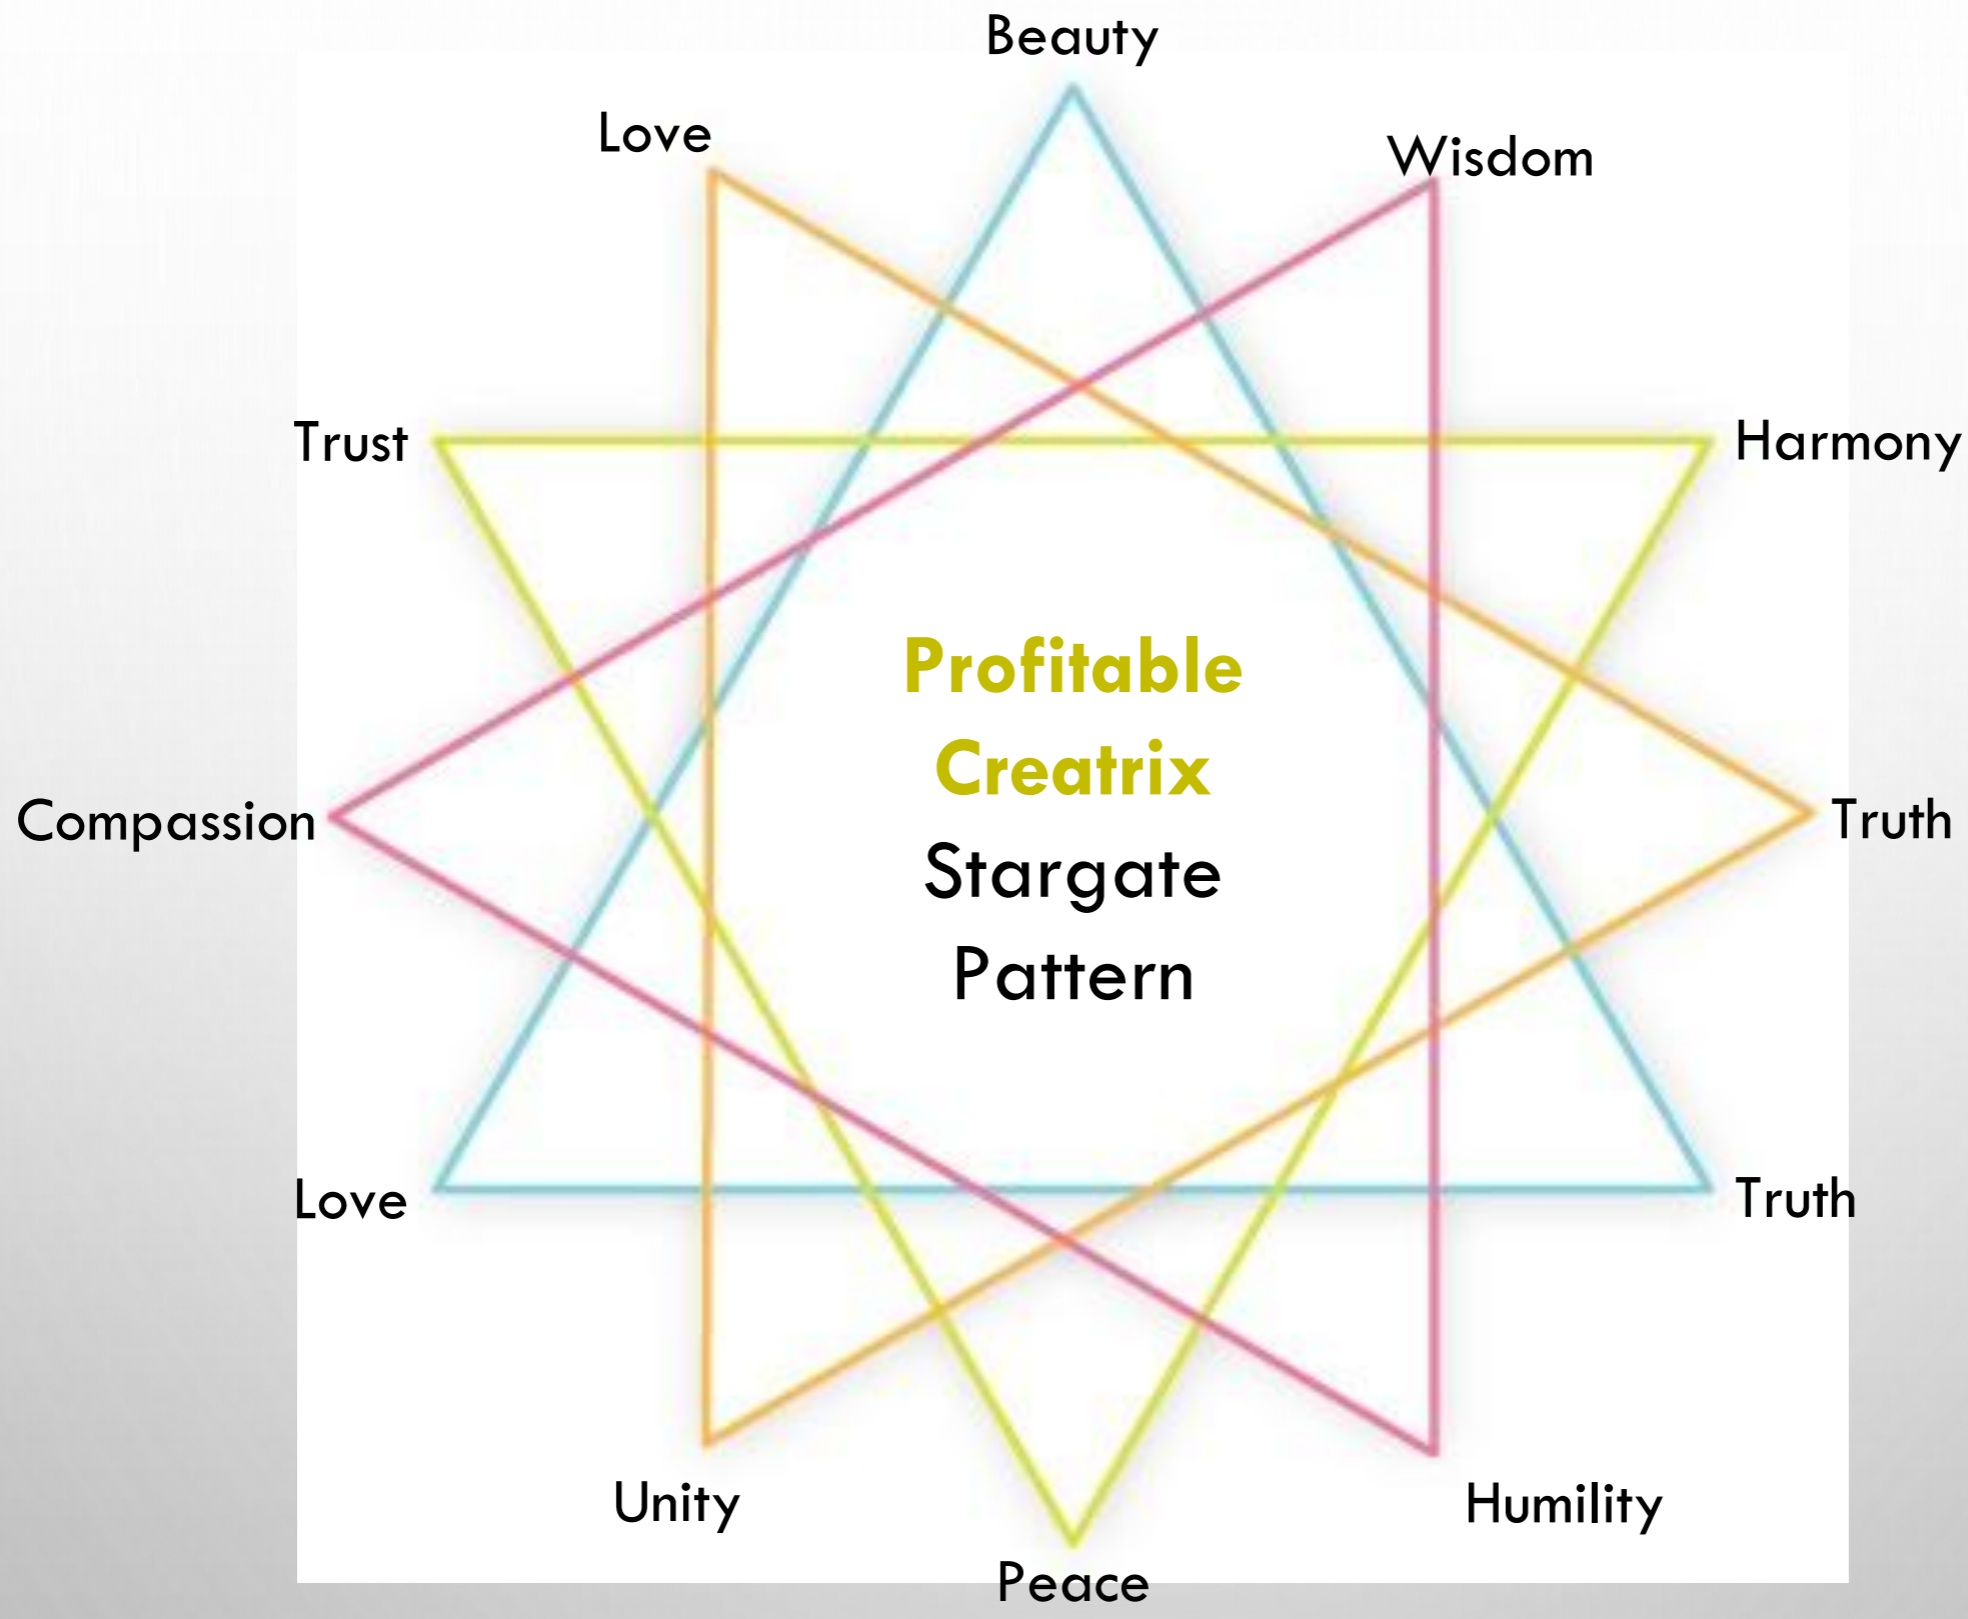 Beauty
Love
Wisdom
Trust
Harmony
Profitable
Creatrix
Stargate
Pattern
Compassion
Truth
Love
Truth
Unity
Humility
Peace